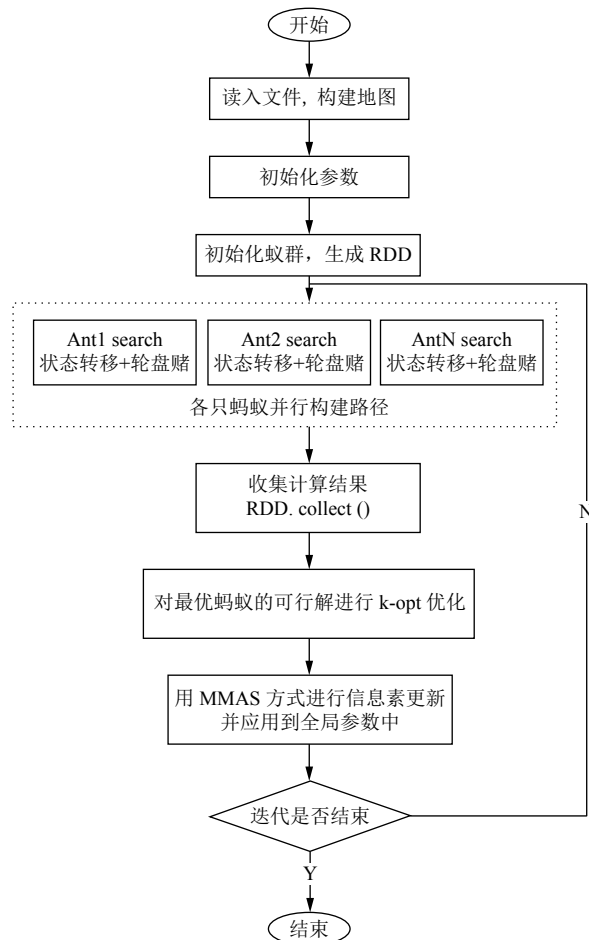 开始
读入文件, 构建地图
初始化参数
初始化蚁群，生成 RDD
Ant1 search
状态转移+轮盘赌
Ant2 search
状态转移+轮盘赌
AntN search
状态转移+轮盘赌
各只蚂蚁并行构建路径
收集计算结果
RDD. collect ()
N
对最优蚂蚁的可行解进行 k-opt 优化
用 MMAS 方式进行信息素更新
并应用到全局参数中
迭代是否结束
Y
结束